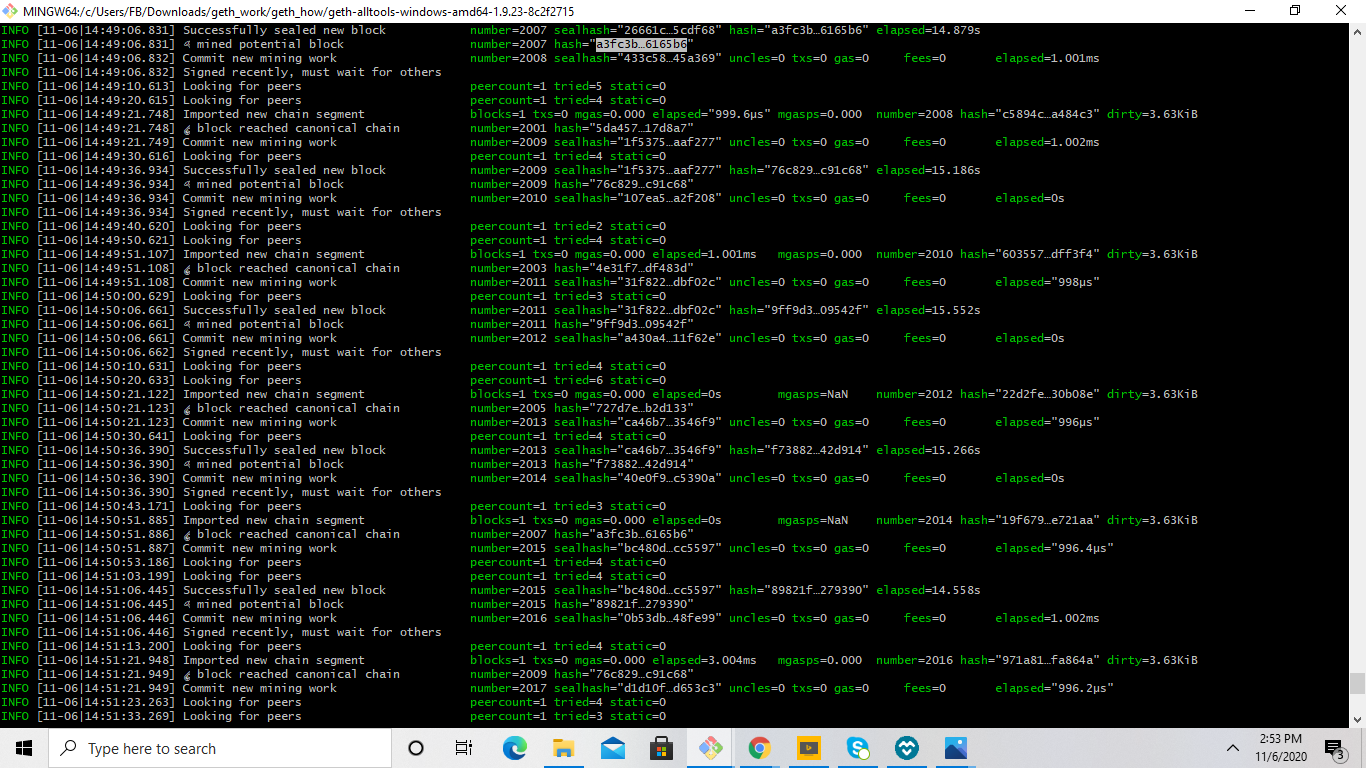 MINGW64:/c/Users/FB/Downloads/geth_work/geth_how/geth-alltools-windows-amd64-1.9.23-8c2f2715
INFO [11-06|14:49:06.831] Successfully sealed new block number=2007 sealhash="26661c…5cdf68" hash="a3fc3b…6165b6" elapsed=14.879s
INFO [11-06|14:49:06.831] mined potential block number=2007 hash="a3fc3b…6165b6"
INFO [11-06|14:49:06.832] Commit new mining work number=2008 sealhash="433c58…45a369" uncles=0 txs=0 gas=0 fees=0 elapsed=1.001ms
INFO [11-06|14:49:06.832] Signed recently, must wait for others
INFO [11-06|14:49:10.613] Looking for peers peercount=1 tried=5 static=0
INFO [11-06|14:49:20.615] Looking for peers peercount=1 tried=4 static=0
INFO [11-06|14:49:21.748] Imported new chain segment blocks=1 txs=0 mgas=0.000 elapsed="999.6µs" mgasps=0.000 number=2008 hash="c5894c…a484c3" dirty=3.63KiB
INFO [11-06|14:49:21.748] block reached canonical chain number=2001 hash="5da457…17d8a7"
INFO [11-06|14:49:21.749] Commit new mining work number=2009 sealhash="1f5375…aaf277" uncles=0 txs=0 gas=0 fees=0 elapsed=1.002ms
INFO [11-06|14:49:30.616] Looking for peers peercount=1 tried=4 static=0
INFO [11-06|14:49:36.934] Successfully sealed new block number=2009 sealhash="1f5375…aaf277" hash="76c829…c91c68" elapsed=15.186s
INFO [11-06|14:49:36.934] mined potential block number=2009 hash="76c829…c91c68"
INFO [11-06|14:49:36.934] Commit new mining work number=2010 sealhash="107ea5…a2f208" uncles=0 txs=0 gas=0 fees=0 elapsed=0s
INFO [11-06|14:49:36.934] Signed recently, must wait for others
INFO [11-06|14:49:40.620] Looking for peers peercount=1 tried=2 static=0
INFO [11-06|14:49:50.621] Looking for peers peercount=1 tried=4 static=0
INFO [11-06|14:49:51.107] Imported new chain segment blocks=1 txs=0 mgas=0.000 elapsed=1.001ms mgasps=0.000 number=2010 hash="603557…dff3f4" dirty=3.63KiB
INFO [11-06|14:49:51.108] block reached canonical chain number=2003 hash="4e31f7…df483d"
INFO [11-06|14:49:51.108] Commit new mining work number=2011 sealhash="31f822…dbf02c" uncles=0 txs=0 gas=0 fees=0 elapsed="998µs"
INFO [11-06|14:50:00.629] Looking for peers peercount=1 tried=3 static=0
INFO [11-06|14:50:06.661] Successfully sealed new block number=2011 sealhash="31f822…dbf02c" hash="9ff9d3…09542f" elapsed=15.552s
INFO [11-06|14:50:06.661] mined potential block number=2011 hash="9ff9d3…09542f"
INFO [11-06|14:50:06.661] Commit new mining work number=2012 sealhash="a430a4…11f62e" uncles=0 txs=0 gas=0 fees=0 elapsed=0s
INFO [11-06|14:50:06.662] Signed recently, must wait for others
INFO [11-06|14:50:10.631] Looking for peers peercount=1 tried=4 static=0
INFO [11-06|14:50:20.633] Looking for peers peercount=1 tried=6 static=0
INFO [11-06|14:50:21.122] Imported new chain segment blocks=1 txs=0 mgas=0.000 elapsed=0s mgasps=NaN number=2012 hash="22d2fe…30b08e" dirty=3.63KiB
INFO [11-06|14:50:21.123] block reached canonical chain number=2005 hash="727d7e…b2d133"
INFO [11-06|14:50:21.123] Commit new mining work number=2013 sealhash="ca46b7…3546f9" uncles=0 txs=0 gas=0 fees=0 elapsed="996µs"
INFO [11-06|14:50:30.641] Looking for peers peercount=1 tried=4 static=0
INFO [11-06|14:50:36.390] Successfully sealed new block number=2013 sealhash="ca46b7…3546f9" hash="f73882…42d914" elapsed=15.266s
INFO [11-06|14:50:36.390] mined potential block number=2013 hash="f73882…42d914"
INFO [11-06|14:50:36.390] Commit new mining work number=2014 sealhash="40e0f9…c5390a" uncles=0 txs=0 gas=0 fees=0 elapsed=0s
INFO [11-06|14:50:36.390] Signed recently, must wait for others
INFO [11-06|14:50:43.171] Looking for peers peercount=1 tried=3 static=0
INFO [11-06|14:50:51.885] Imported new chain segment blocks=1 txs=0 mgas=0.000 elapsed=0s mgasps=NaN number=2014 hash="19f679…e721aa" dirty=3.63KiB
INFO [11-06|14:50:51.886] block reached canonical chain number=2007 hash="a3fc3b…6165b6"
INFO [11-06|14:50:51.887] Commit new mining work number=2015 sealhash="bc480d…cc5597" uncles=0 txs=0 gas=0 fees=0 elapsed="996.4µs"
INFO [11-06|14:50:53.186] Looking for peers peercount=1 tried=4 static=0
INFO [11-06|14:51:03.199] Looking for peers peercount=1 tried=4 static=0
INFO [11-06|14:51:06.445] Successfully sealed new block number=2015 sealhash="bc480d…cc5597" hash="89821f…279390" elapsed=14.558s
INFO [11-06|14:51:06.445] mined potential block number=2015 hash="89821f…279390"
INFO [11-06|14:51:06.446] Commit new mining work number=2016 sealhash="0b53db…48fe99" uncles=0 txs=0 gas=0 fees=0 elapsed=1.002ms
INFO [11-06|14:51:06.446] Signed recently, must wait for others
INFO [11-06|14:51:13.200] Looking for peers peercount=1 tried=4 static=0
INFO [11-06|14:51:21.948] Imported new chain segment blocks=1 txs=0 mgas=0.000 elapsed=3.004ms mgasps=0.000 number=2016 hash="971a81…fa864a" dirty=3.63KiB
INFO [11-06|14:51:21.949] block reached canonical chain number=2009 hash="76c829…c91c68"
INFO [11-06|14:51:21.949] Commit new mining work number=2017 sealhash="d1d10f…d653c3" uncles=0 txs=0 gas=0 fees=0 elapsed="996.2µs"
INFO [11-06|14:51:23.263] Looking for peers peercount=1 tried=4 static=0
INFO [11-06|14:51:33.269] Looking for peers peercount=1 tried=3 static=0
Type here to search
2:53 PM
11/6/2020
3